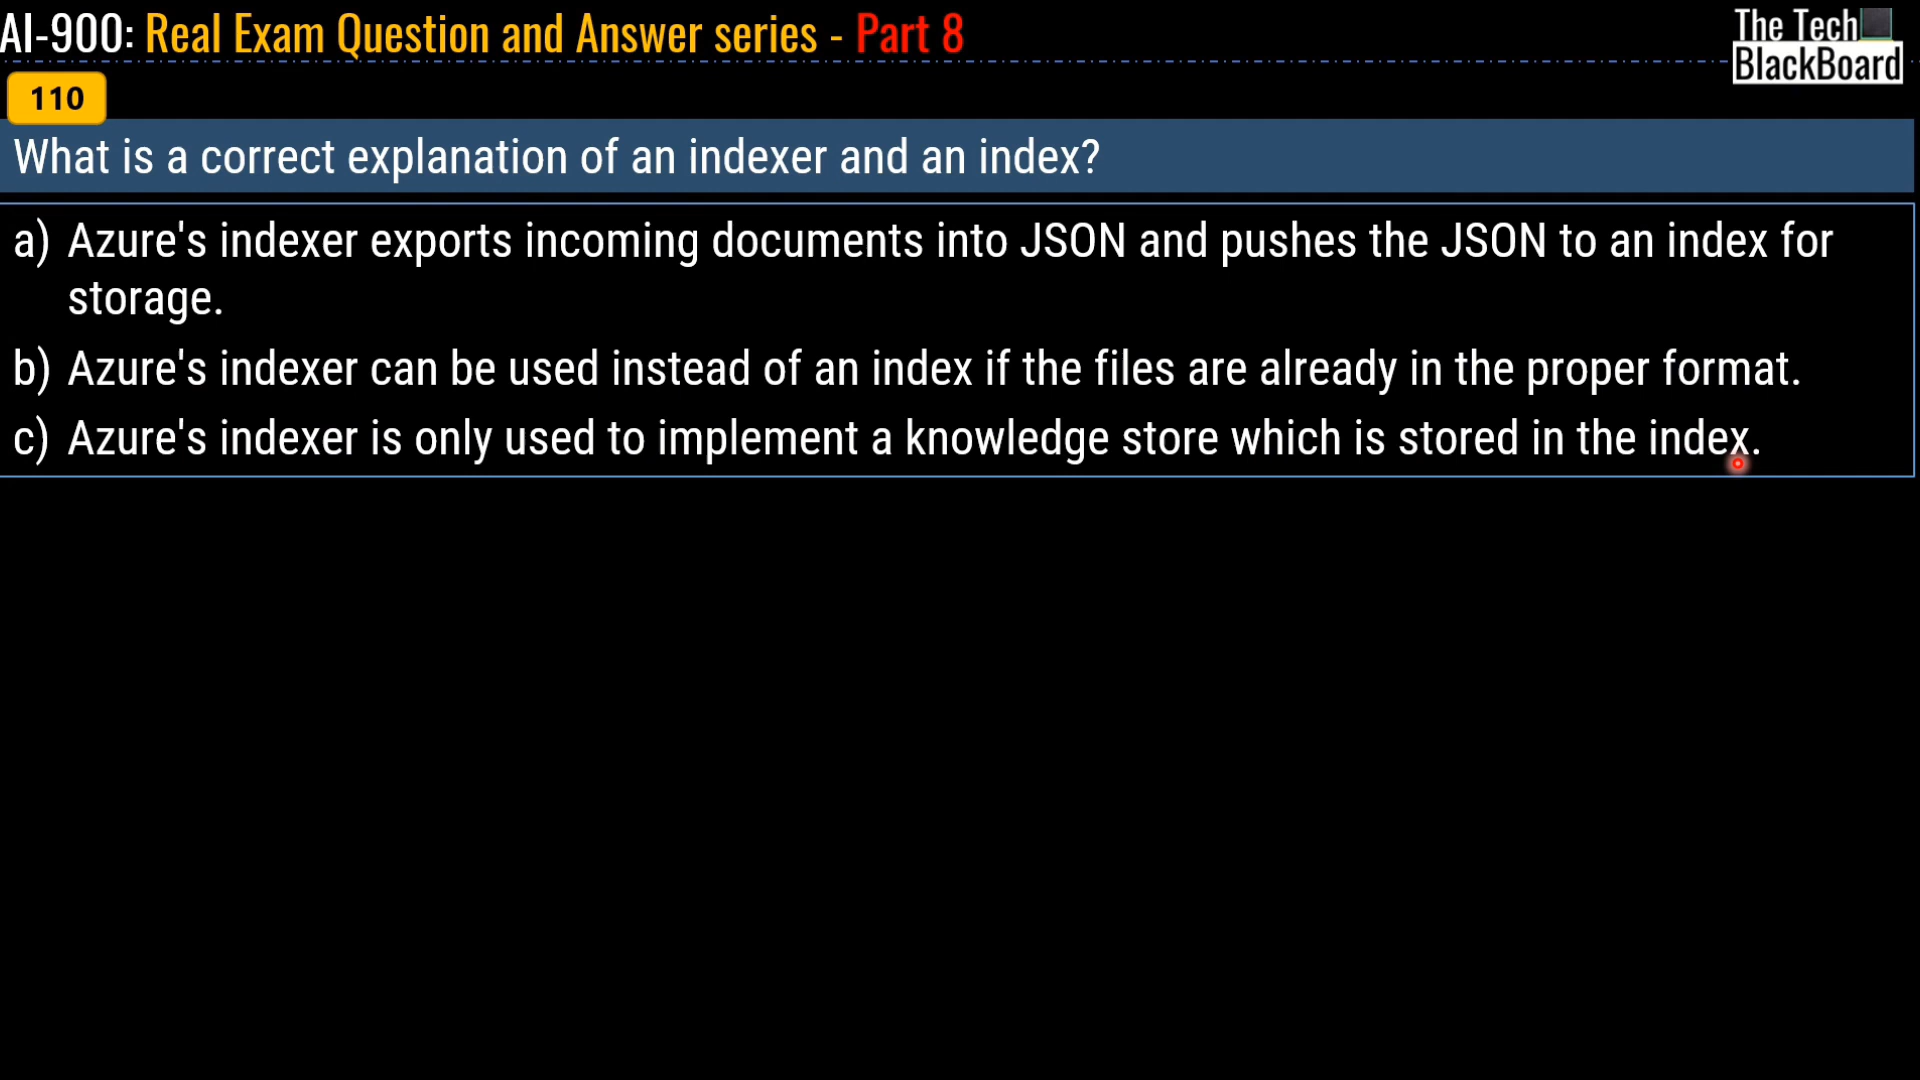 AI-900: Real Exam Question and Answer series - Part 8
The Tech
BlackBoard
110
What is a correct explanation of an indexer and an index?
a) Azure's indexer exports incoming documents into JSON and pushes the JSON to an index for
storage.
b) Azure's indexer can be used instead of an index if the files are already in the proper format.
c) Azure's indexer is only used to implement a knowledge store which is stored in the index.